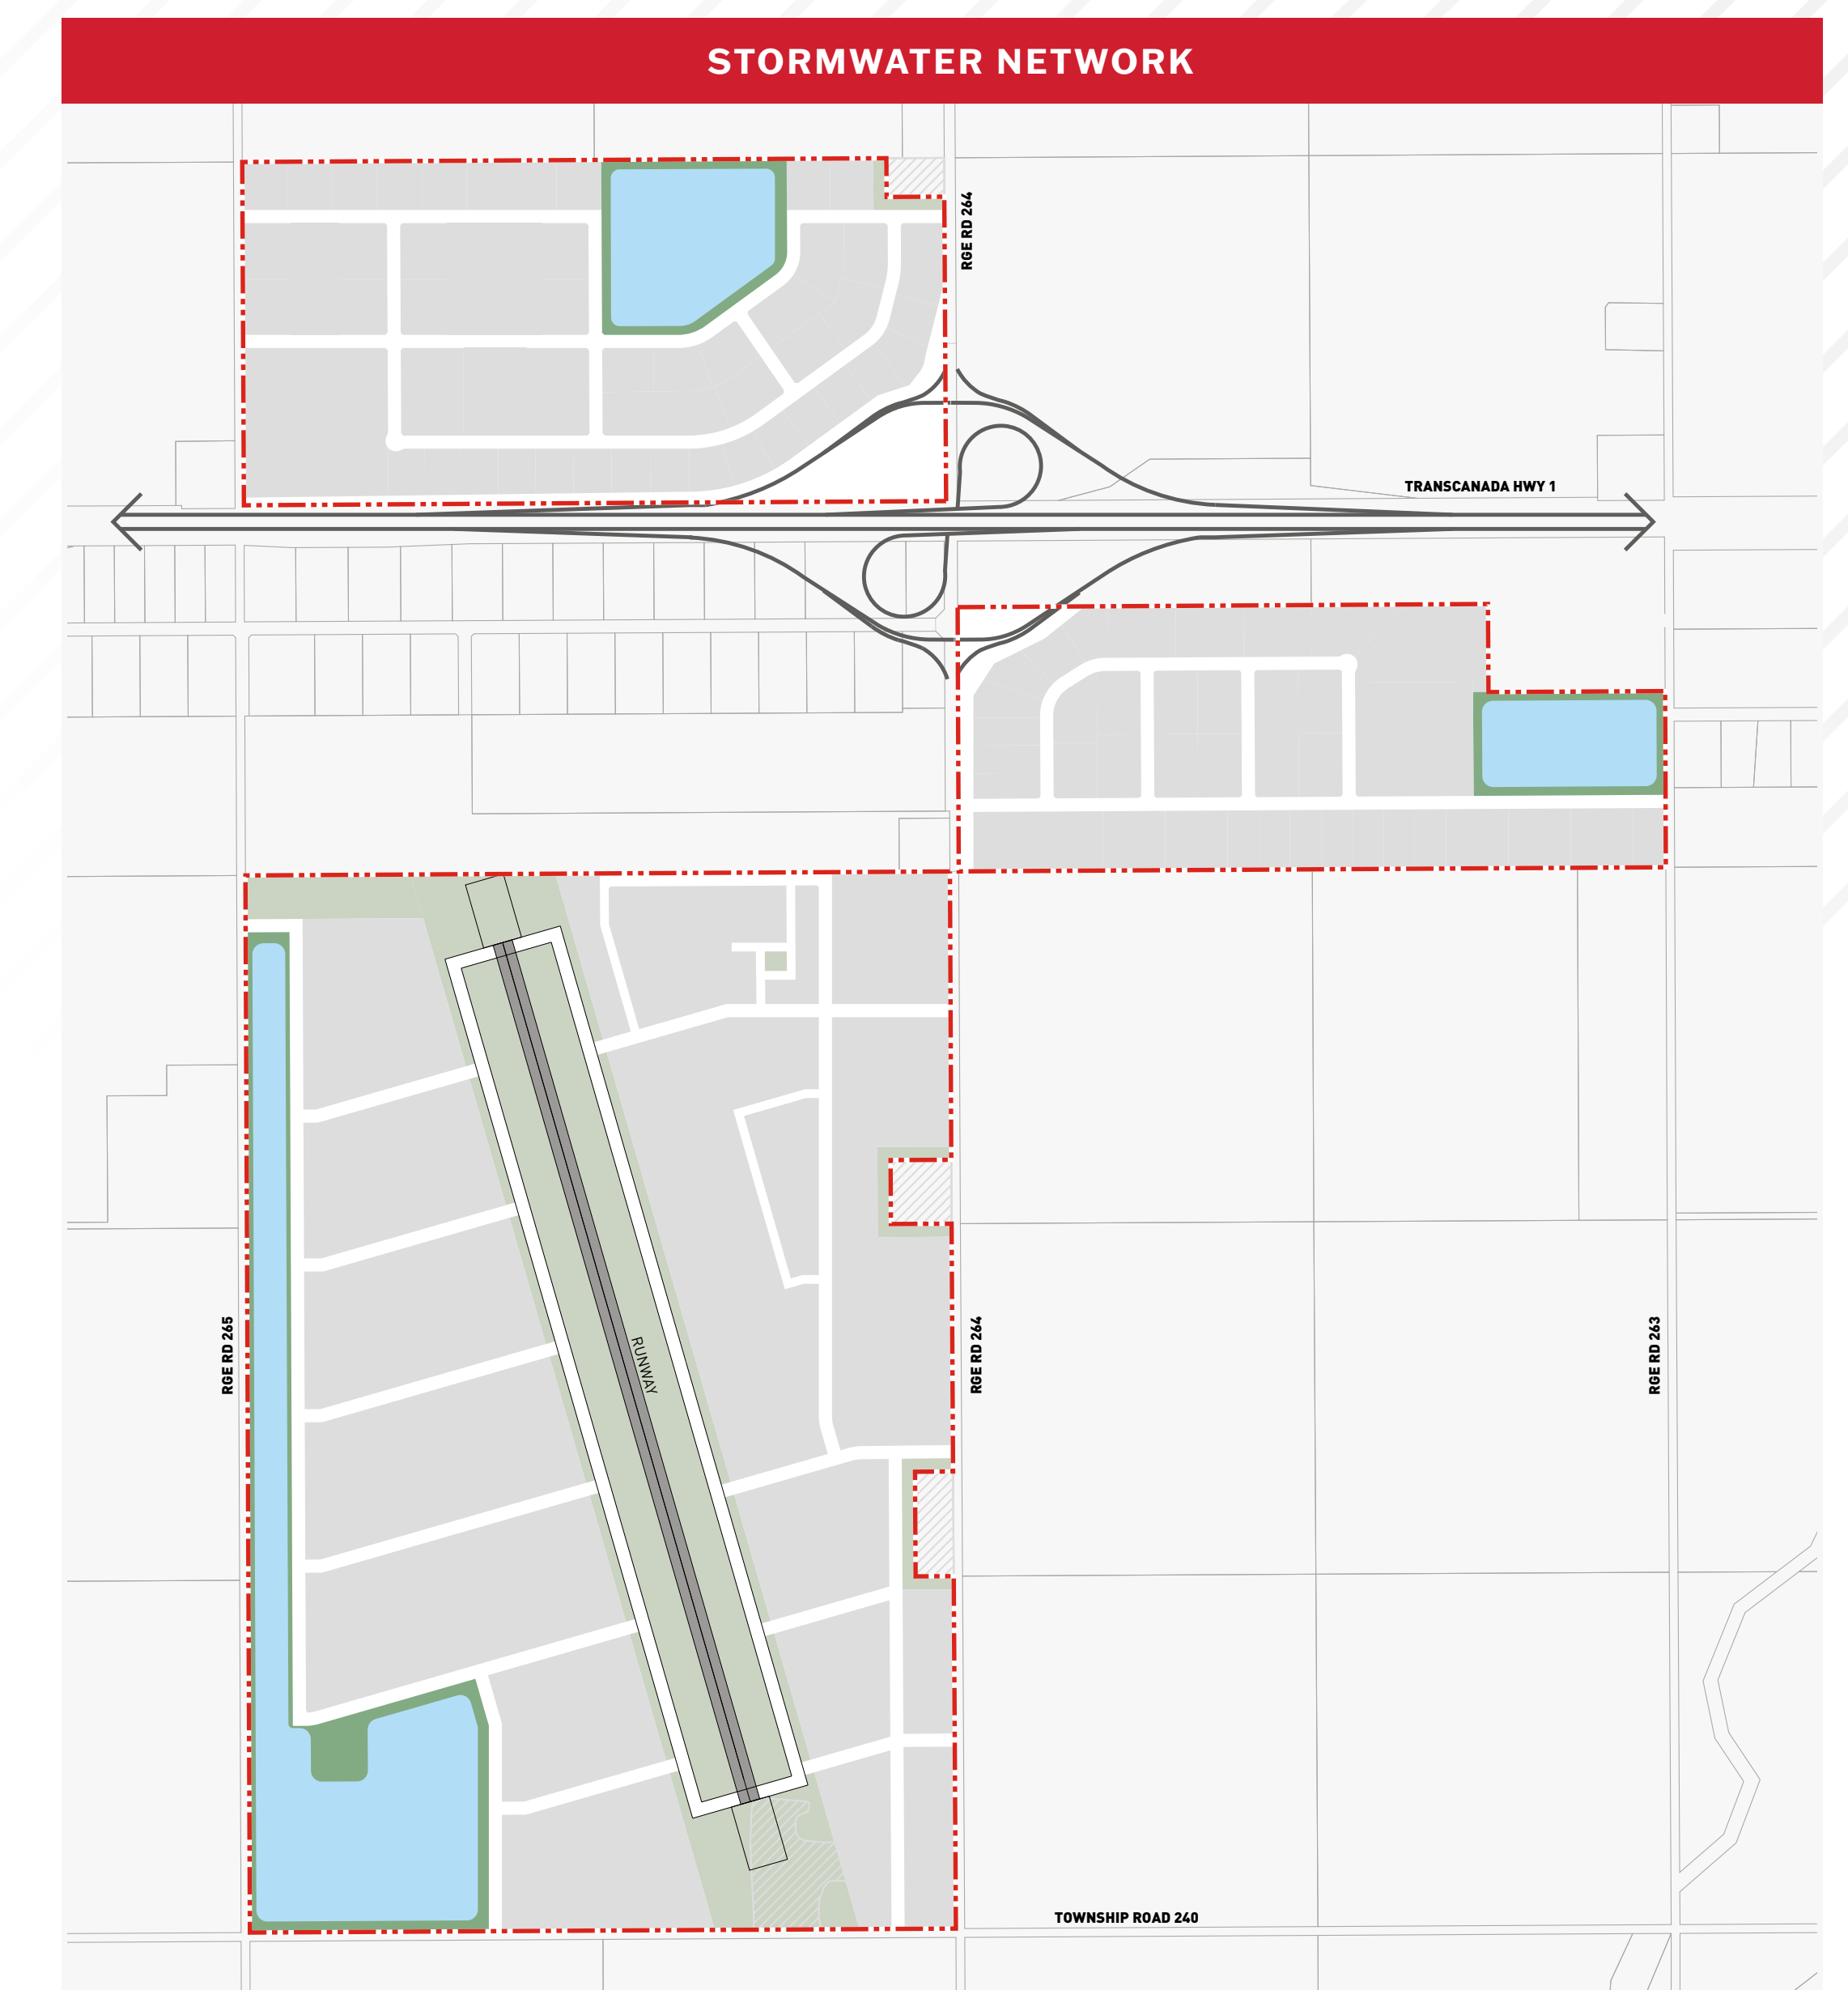 STORMWATER NETWORK
RGE RD 264
TRANSCANADA HWY 1
RUNWAY
RGE RD 265
RGE RD 264
RGE RD 263
TOWNSHIP ROAD 240